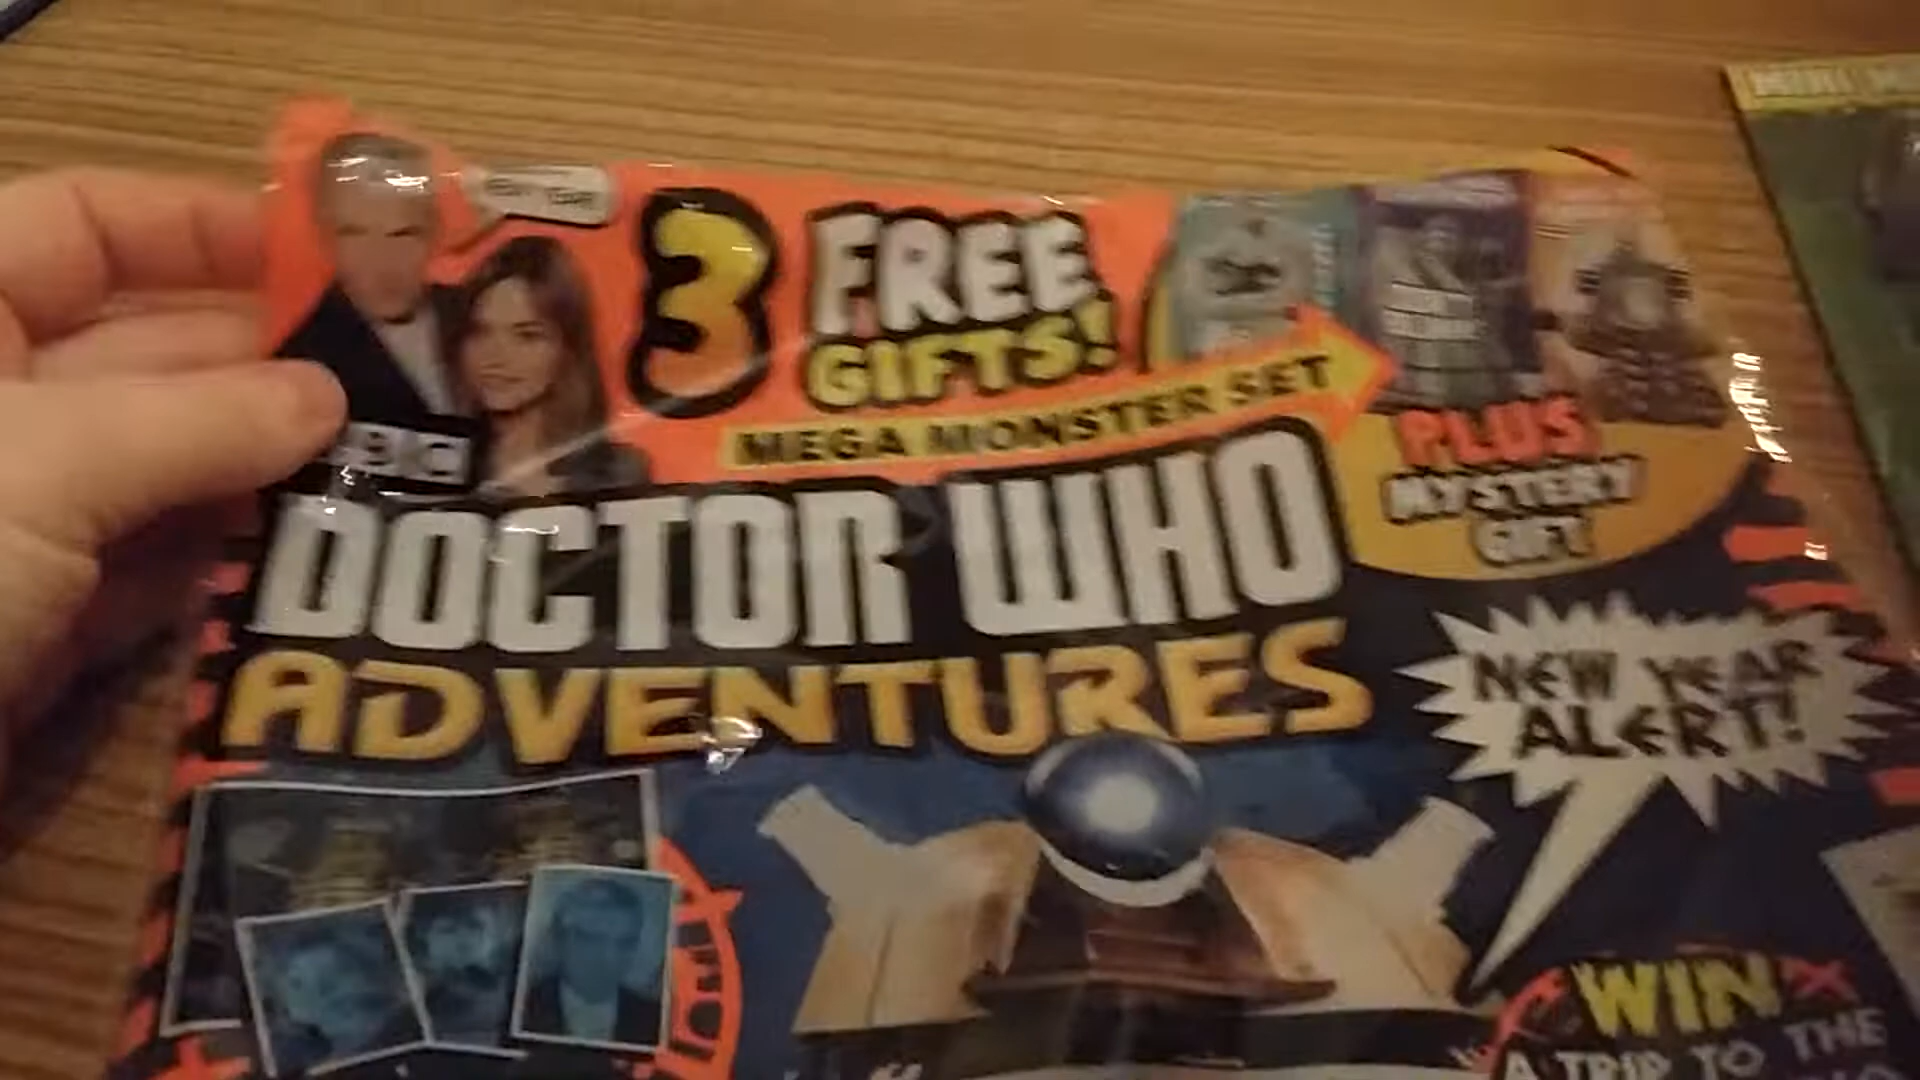 3 FREE
GIFTS!
MEGA MONSTER SET
PLUS
MYSTERY
GIFT
BBC
DOCTOR WHO
ADVENTURES
NEW YEAR
ALERT!
WIN
A TRIP TO THE
MINI